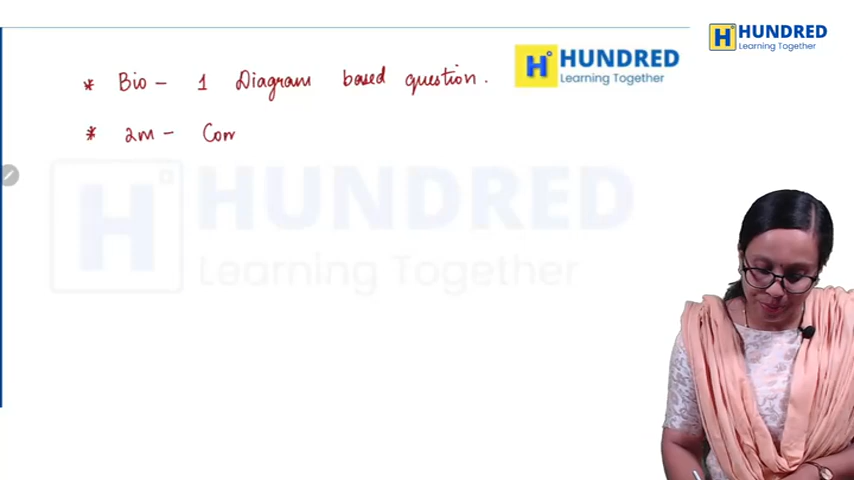 HUNDRED
Learning Together
HUNDRED
Learning Together
* Bio - 1 Diagram based question.
* 2m - Com
HUNDRED
Learning Together